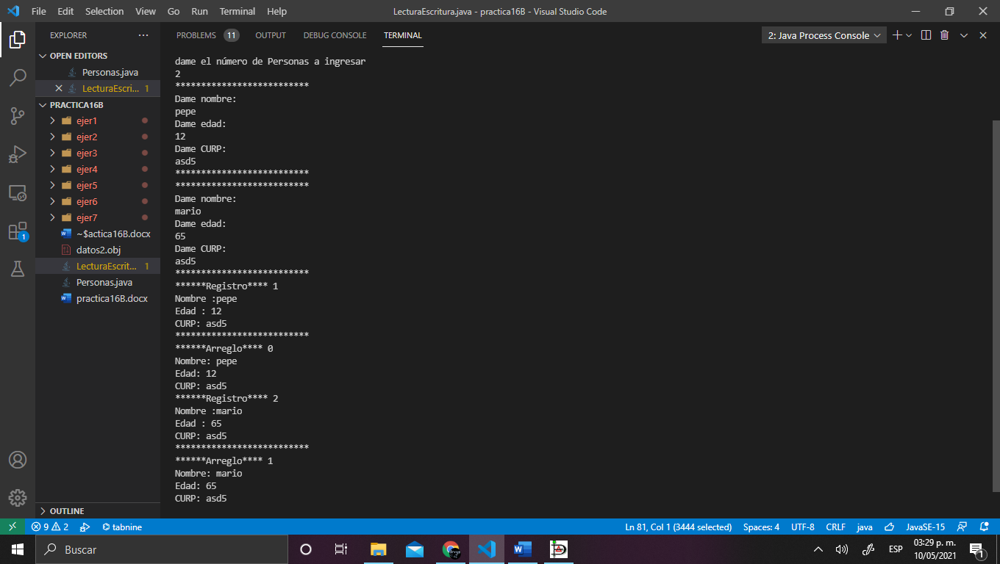 File Edit Selection View Go Run Terminal Help
LecturaEscritura.java - practica16B - Visual Studio Code
EXPLORER
OPEN EDITORS
Personas.java
LecturaEscri... 1
PRACTICA16B
ejer1
ejer2
ejer3
ejer4
ejer5
ejer6
ejer7
~$actica16B.docx
datos2.obj
LecturaEscrit... 1
Personas.java
practica16B.docx
OUTLINE
1
PROBLEMS 11 OUTPUT DEBUG CONSOLE TERMINAL
2: Java Process Console
dame el número de Personas a ingresar
2
**************************
Dame nombre:
pepe
Dame edad:
12
Dame CURP:
asd5
**************************
**************************
Dame nombre:
mario
Dame edad:
65
Dame CURP:
asd5
**************************
******Registro**** 1
Nombre :pepe
Edad : 12
CURP: asd5
**************************
******Arreglo**** 0
Nombre: pepe
Edad: 12
CURP: asd5
******Registro**** 2
Nombre :mario
Edad : 65
CURP: asd5
**************************
******Arreglo**** 1
Nombre: mario
Edad: 65
CURP: asd5
9 2 tabnine
Ln 81, Col 1 (3444 selected) Spaces: 4 UTF-8 CRLF java JavaSE-15
Buscar
ESP
03:29 p. m.
10/05/2021
1